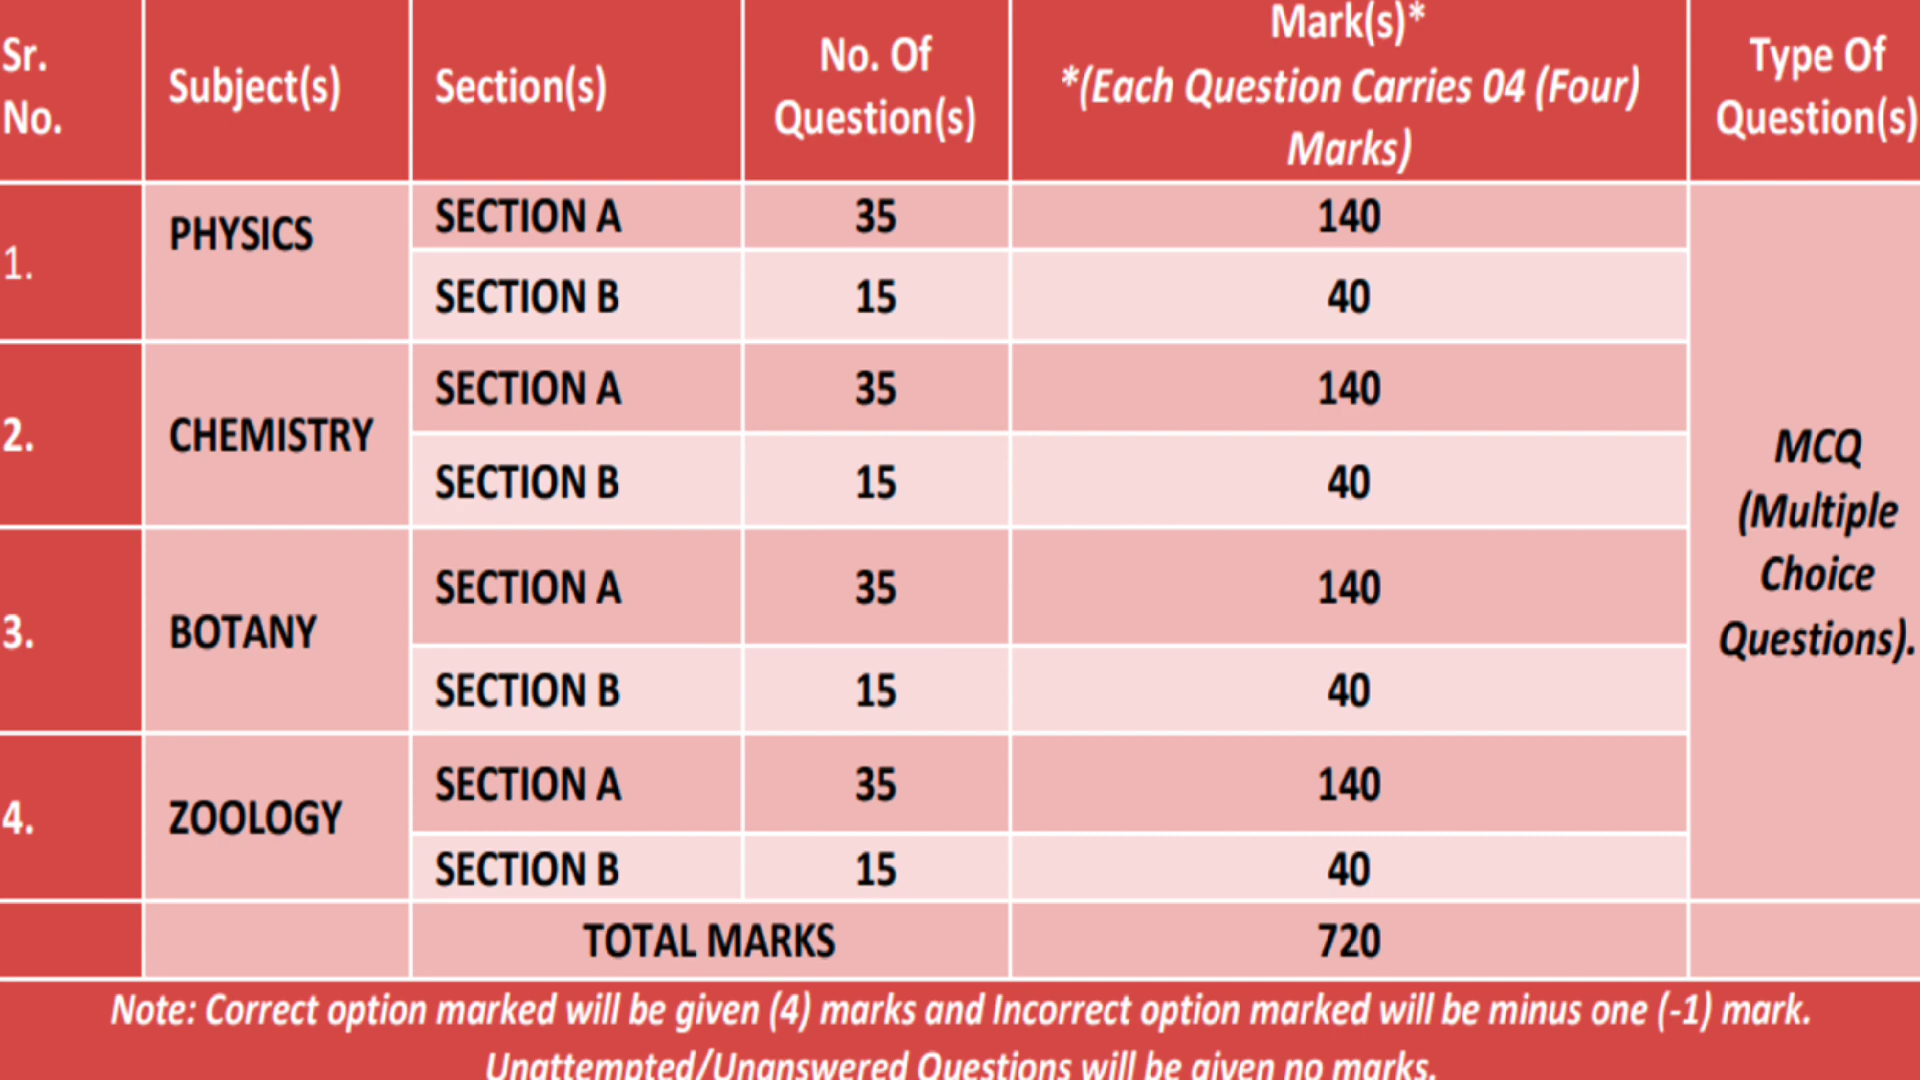 Sr. No.
Subject(s)
Section(s)
No. Of Question(s)
Mark(s)*
*(Each Question Carries 04 (Four) Marks)
Type Of Question(s)
1.
PHYSICS
SECTION A 35 140
SECTION B 15 40
2.
CHEMISTRY
SECTION A 35 140
SECTION B 15 40
3.
BOTANY
SECTION A 35 140
SECTION B 15 40
4.
ZOOLOGY
SECTION A 35 140
SECTION B 15 40
MCQ
(Multiple
Choice
Questions).
TOTAL MARKS 720
Note: Correct option marked will be given (4) marks and Incorrect option marked will be minus one (-1) mark.
Unattempted/Unanswered Questions will be given no marks.